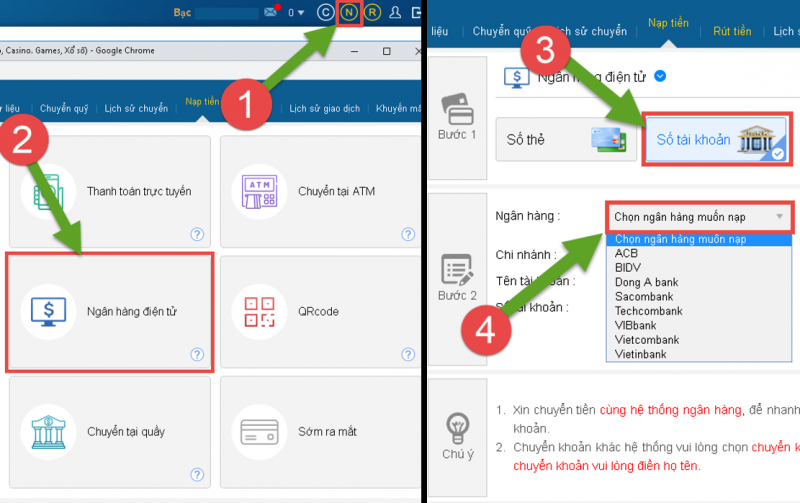 Bạc
0
C
N
R
, Casino. Games, Xổ số) - Google Chrome
liệu
Chuyển quỹ
Lịch sử chuyển
Nạp tiền
Lịch sử giao dịch
Khuyến mã
1
2
Thanh toán trực tuyến
?
ATM
Chuyển tại ATM
?
$
Ngân hàng điện tử
?
QRcode
?
Chuyển tại quầy
?
Sớm ra mắt
liệu
Chuyển quỹ
Lịch sử chuyển
Nạp tiền
Rút tiền
Lịch s
3
Bước 1
$
Ngân hàng điện tử
Số thẻ
Số tài khoản
Bước 2
Ngân hàng :
Chọn ngân hàng muốn nạp
Chọn ngân hàng muốn nạp
Chi nhánh :
ACB
BIDV
Tên tài khoản :
Dong A bank
Sacombank
tài khoản :
Techcombank
VIBbank
Vietcombank
Vietinbank
4
Chú ý
1. Xin chuyển tiền cùng hệ thống ngân hàng, để nhanh
khoản.
2. Chuyển khoản khác hệ thống vui lòng chọn chuyển k
chuyển khoản vui lòng điền họ tên.